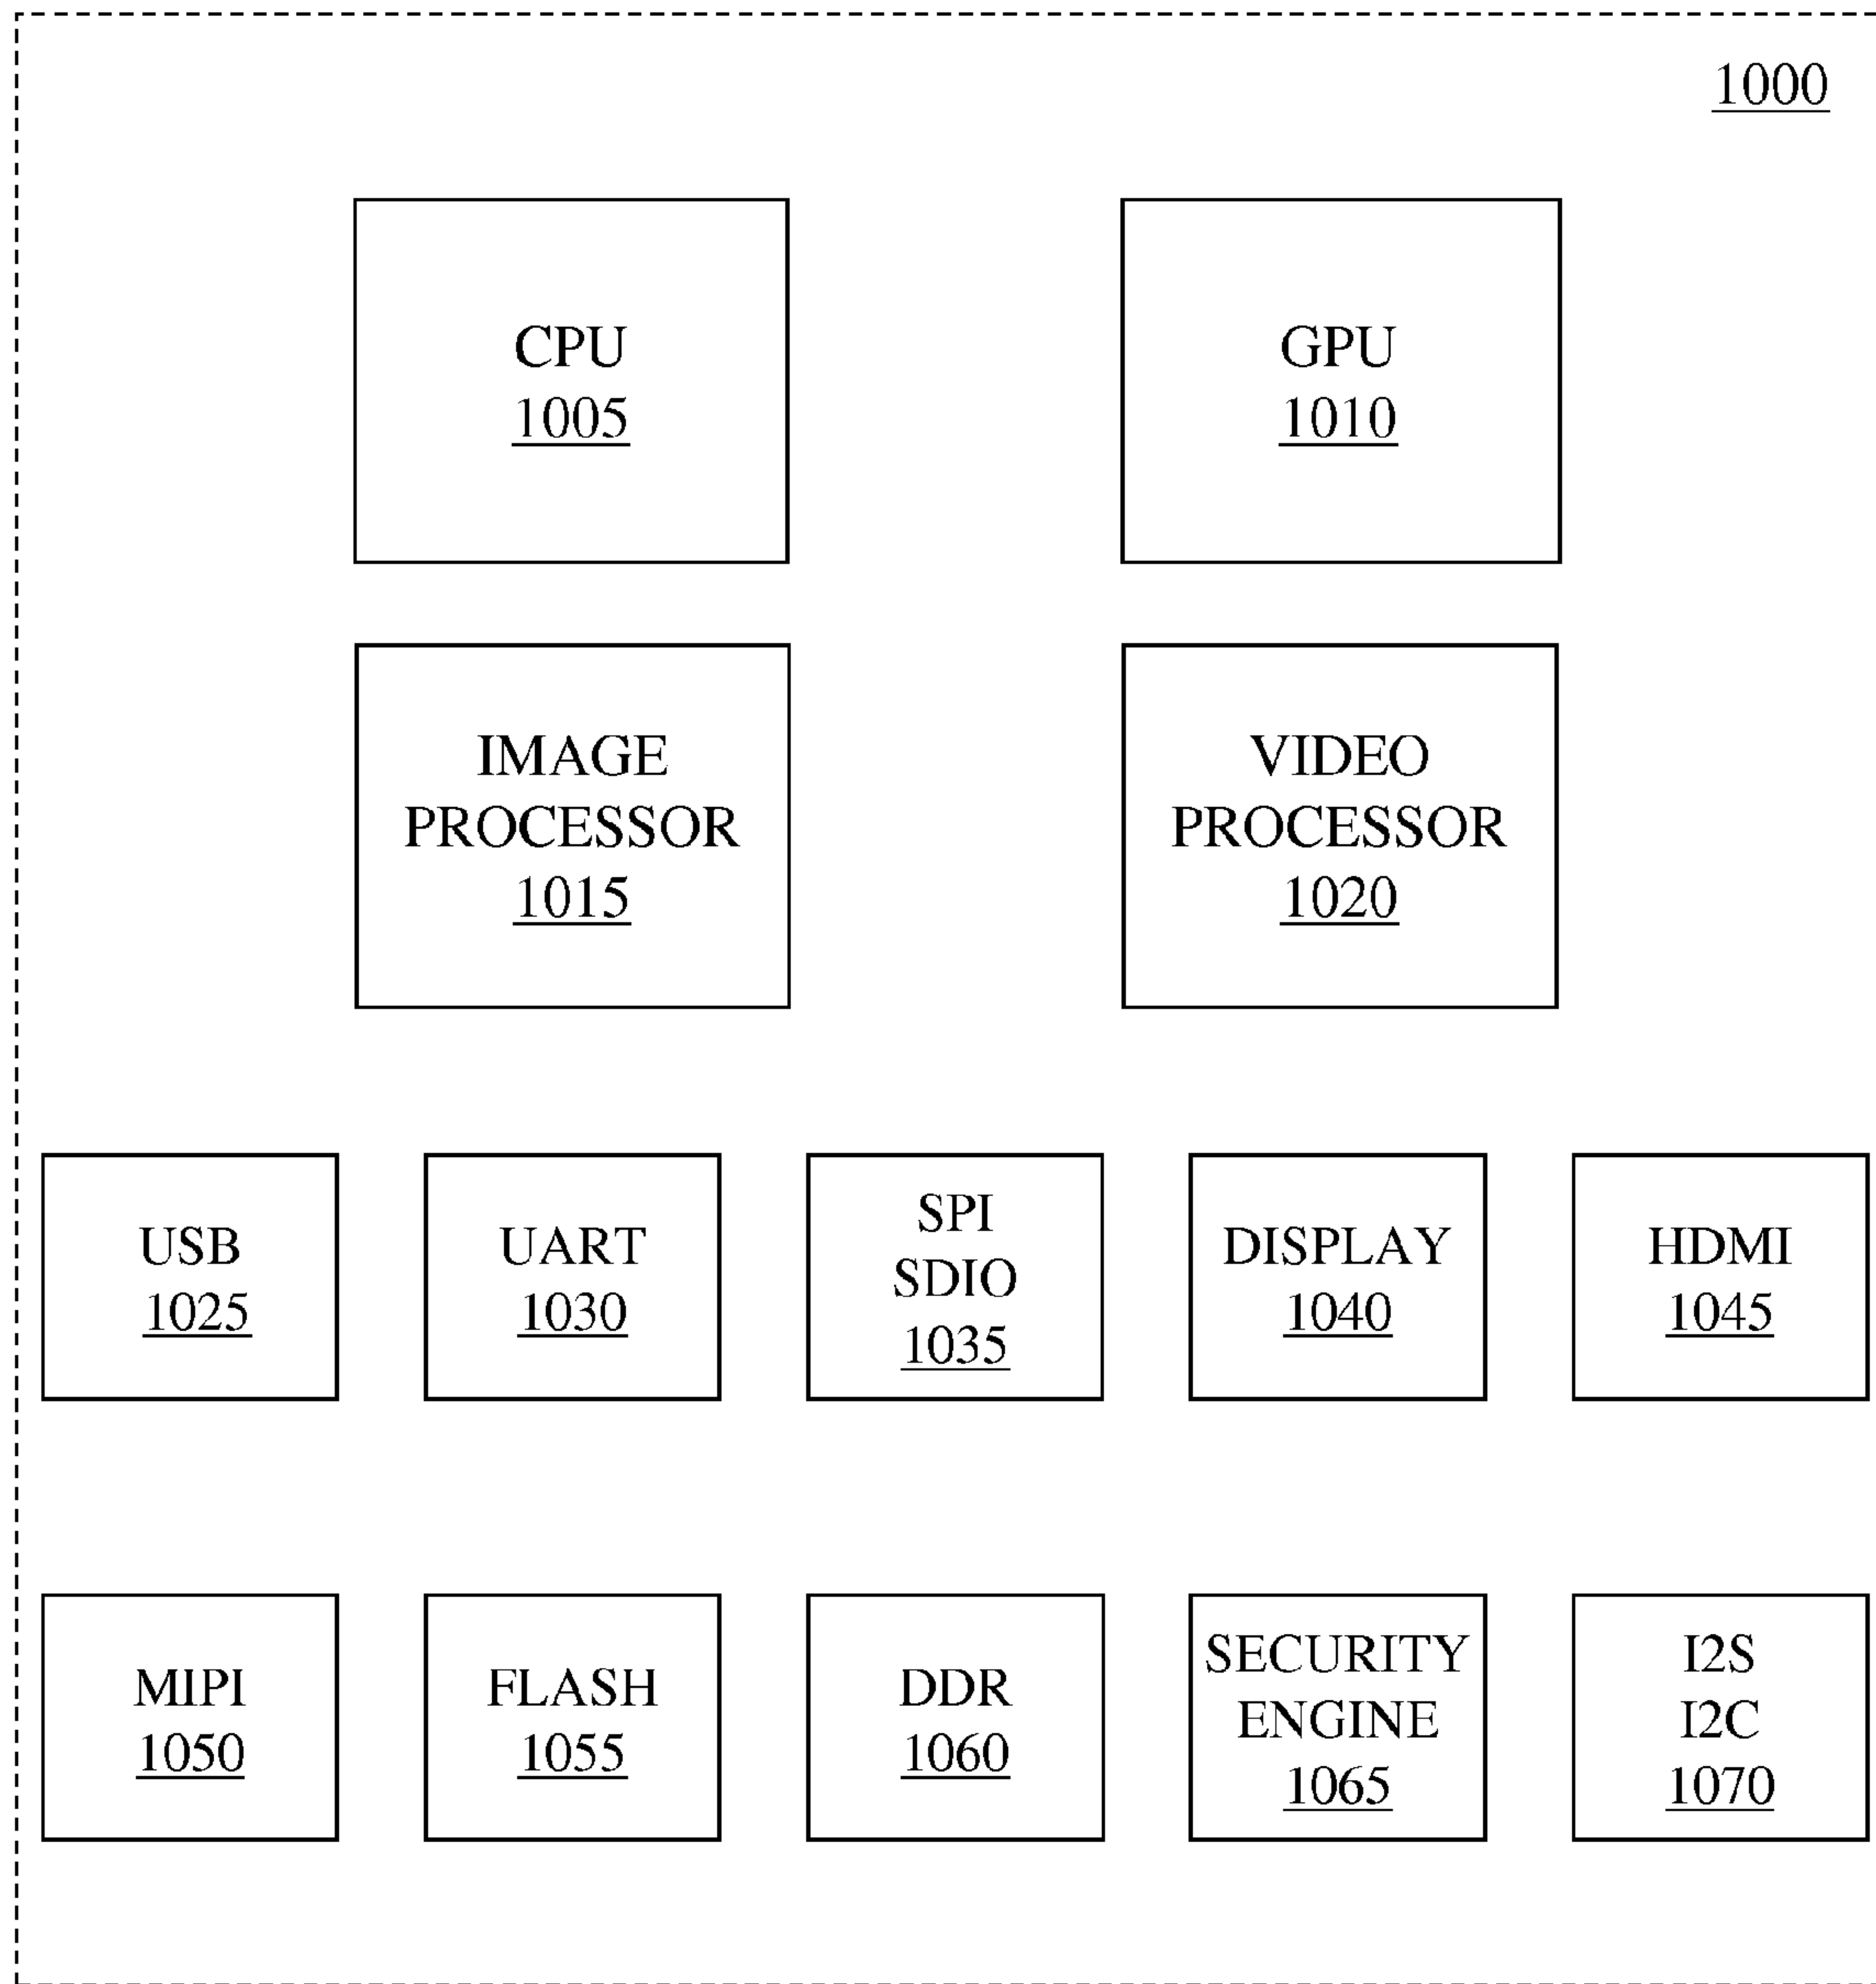 1000
CPU
1005
GPU
1010
IMAGE
PROCESSOR
1015
VIDEO
PROCESSOR
1020
USB
1025
UART
1030
SPI
SDIO
1035
DISPLAY
1040
HDMI
1045
MIPI
1050
FLASH
1055
DDR
1060
SECURITY
ENGINE
1065
I2S
I2C
1070